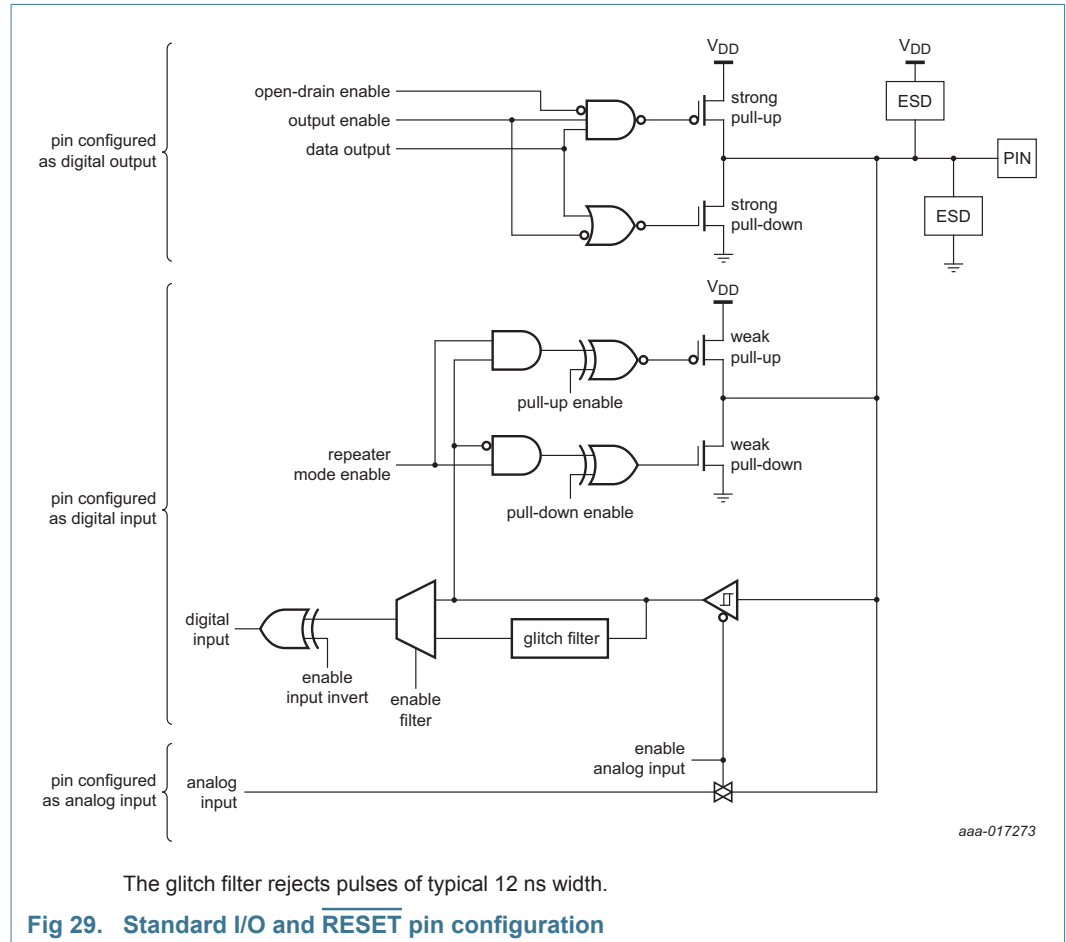 VDD
VDD
open-drain enable
strong
pull-up
ESD
output enable
pin configured
as digital output
data output
PIN
strong
pull-down
ESD
VDD
weak
pull-up
pull-up enable
repeater
mode enable
weak
pull-down
pin configured
as digital input
pull-down enable
digital
input
glitch filter
enable
input invert
enable
filter
enable
analog input
pin configured
as analog input
analog
input
aaa-017273
The glitch filter rejects pulses of typical 12 ns width.
Fig 29. Standard I/O and RESET pin configuration